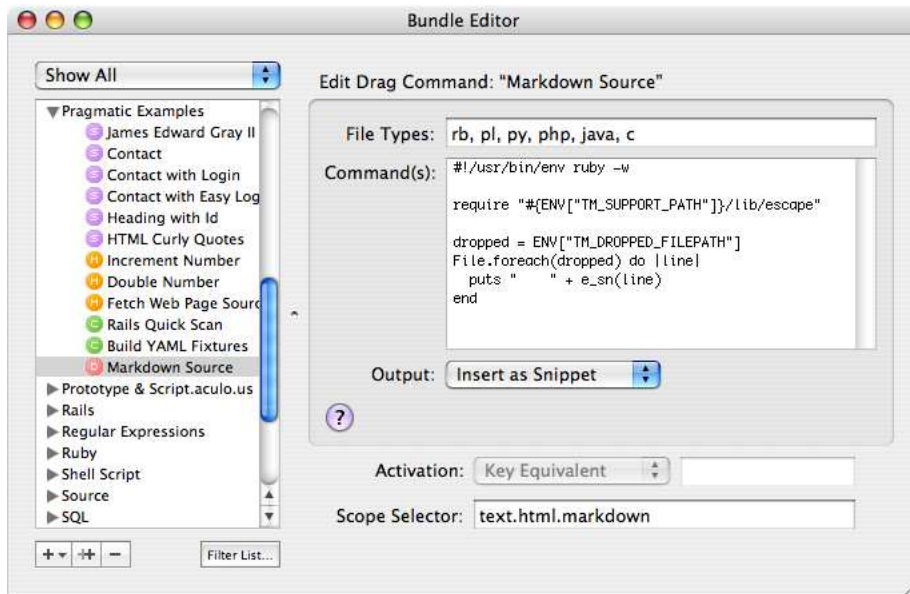 Bundle Editor
Show All
Pragmatic Examples
James Edward Gray II
Contact
Contact with Login
Contact with Easy Log
Heading with Id
HTML Curly Quotes
Increment Number
Double Number
Fetch Web Page Sourc
Rails Quick Scan
Build YAML Fixtures
Markdown Source
Prototype & Script.aculo.us
Rails
Regular Expressions
Ruby
Shell Script
Source
SQL
Filter List...
Edit Drag Command: “Markdown Source”
File Types: rb, pl, py, php, java, c
Command(s): #!/usr/bin/env ruby -w
require "#{ENV["TM_SUPPORT_PATH"]}/lib/escape"
dropped = ENV["TM_DROPPED_FILEPATH"]
File.foreach(dropped) do |line|
puts "    " + e_sn(line)
end
Output: Insert as Snippet
?
Activation: Key Equivalent
Scope Selector: text.html.markdown